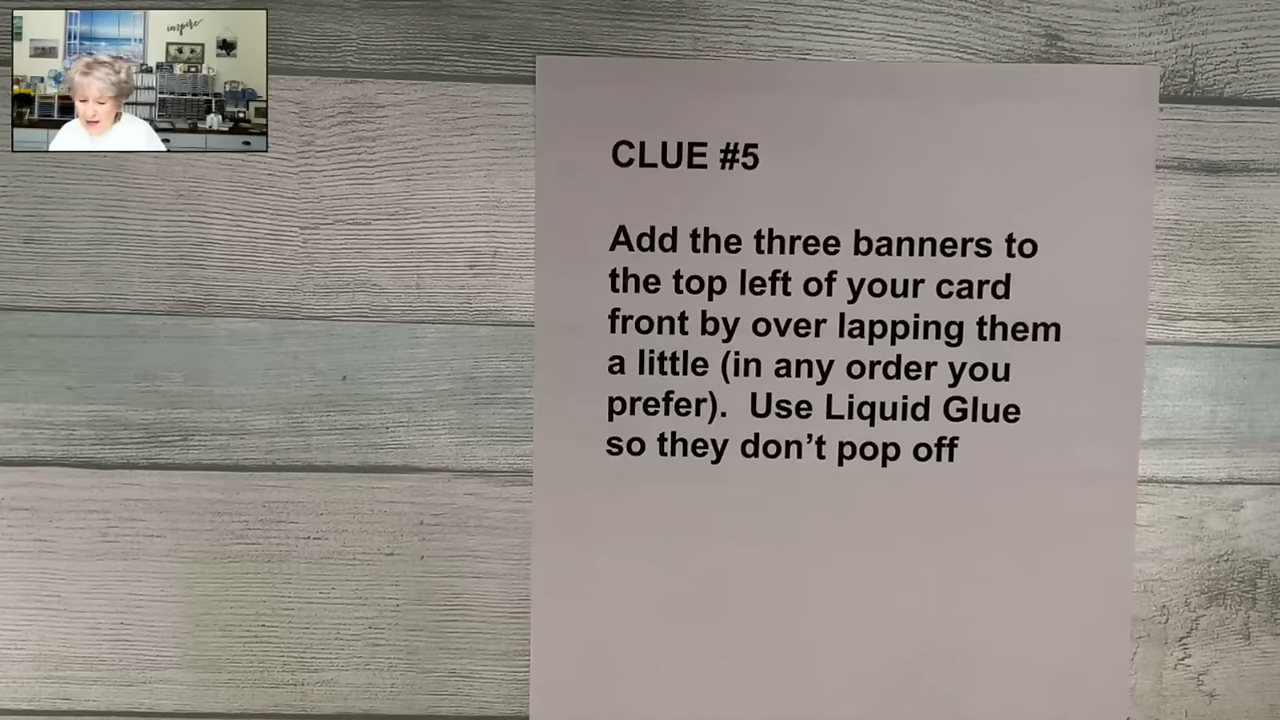 inspire
CLUE #5
Add the three banners to
the top left of your card
front by over lapping them
a little (in any order you
prefer).  Use Liquid Glue
so they don’t pop off